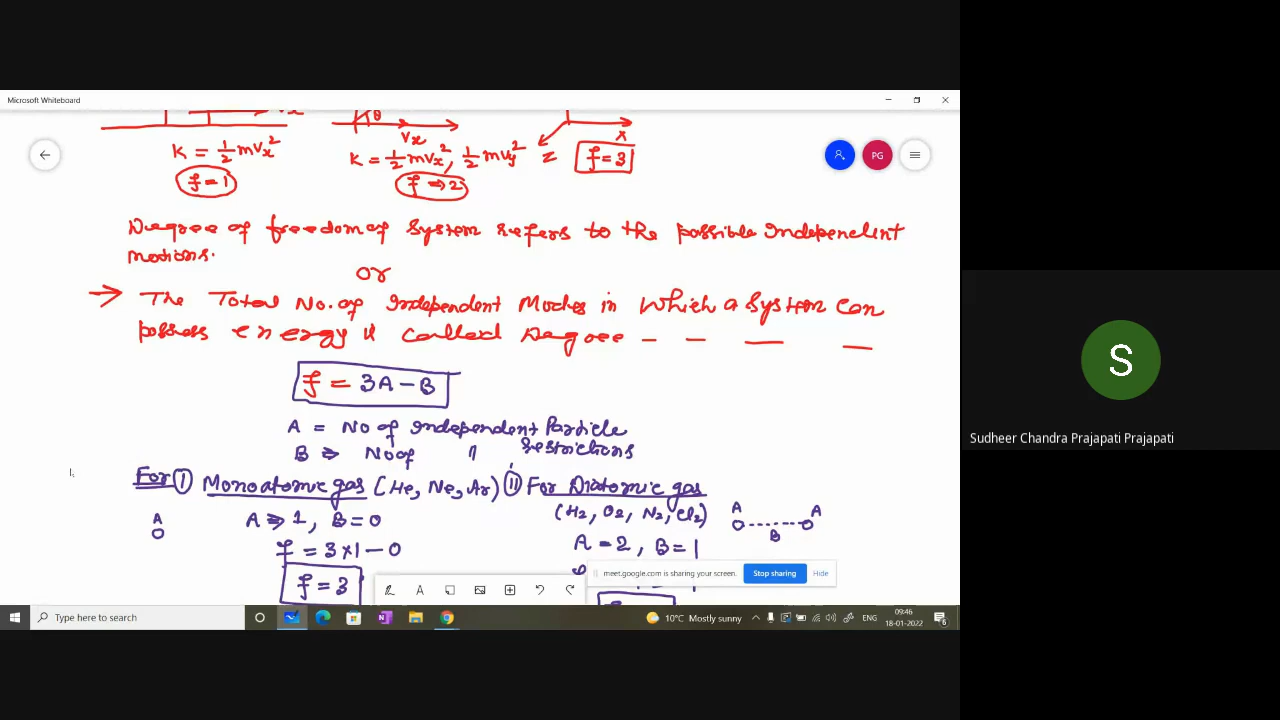 Microsoft Whiteboard
Vx
θ
Vx
X
Z
K = ½mVx²
f = 1
K = ½mVx², ½mVy²
f ⇒ 2
f = 3
PG
Degree of freedom of System refers to the possible Independent
motions.
or
→ The Total No. of Independent Modes in which a System Can
possess energy is called Degree – – — —
f = 3A – B
A = No of Independent Particle
B ⇒ No of " restrictions
For (i) Monoatomic gas (He, Ne, Ar)
(ii) For Diatomic gas
(H₂, O₂, N₂, Cl₂)
A
A
B
A
A ⇒ 1, B = 0
A = 2, B = 1
f = 3×1 – 0
f = 3
meet.google.com is sharing your screen.
Stop sharing
Hide
S
Sudheer Chandra Prajapati Prajapati
Type here to search
10°C Mostly sunny
ENG
09:46
18-01-2022
6